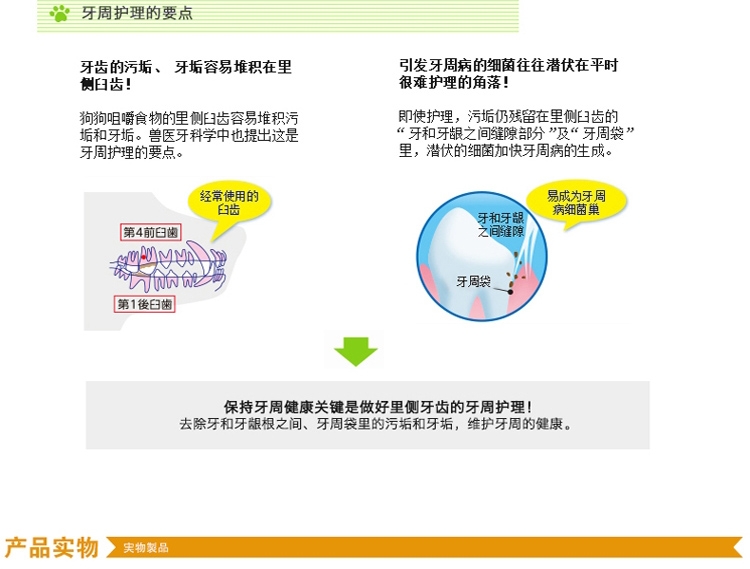 牙周护理的要点
牙齿的污垢、 牙垢容易堆积在里
侧臼齿！
狗狗咀嚼食物的里侧臼齿容易堆积污
垢和牙垢。兽医牙科学中也提出这是
牙周护理的要点。
引发牙周病的细菌往往潜伏在平时
很难护理的角落！
即使护理，污垢仍残留在里侧臼齿的
“ 牙和牙龈之间缝隙部分 ”及“ 牙周袋”
里，潜伏的细菌加快牙周病的生成。
经常使用的
臼齿
第4前臼歯
第1後臼歯
易成为牙周
病细菌巢
牙和牙龈
之间缝隙
牙周袋
保持牙周健康关键是做好里侧牙齿的牙周护理！
去除牙和牙龈根之间、牙周袋里的污垢和牙垢，维护牙周的健康。
产品实物
实物製品